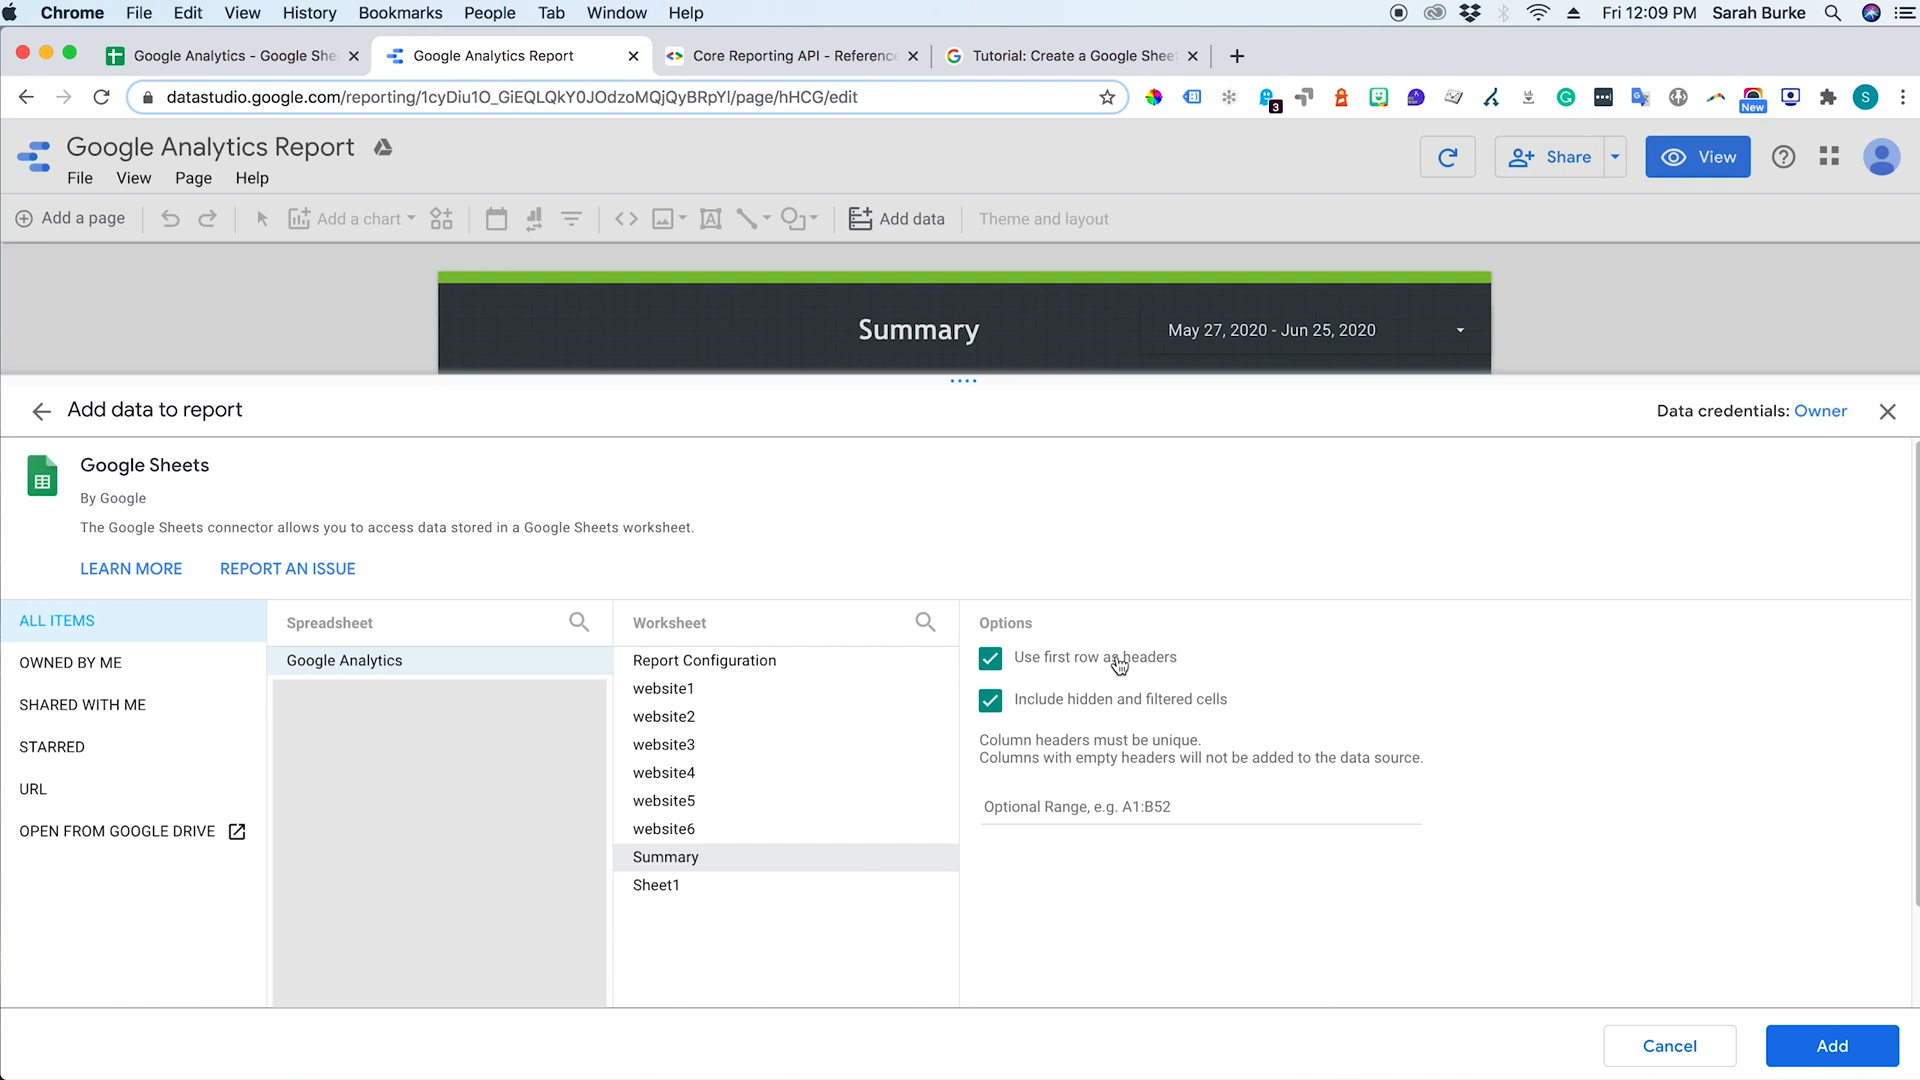 Chrome File Edit View History Bookmarks People Tab Window Help Fri 12:09 PM Sarah Burke
Google Analytics - Google She Google Analytics Report Core Reporting API - Reference Tutorial: Create a Google Shee
datastudio.google.com/reporting/1cyDiu1O_GiEQLQkY0JOdzoMQjQyBRpYl/page/hHCG/edit 3 New S
Google Analytics Report
Share View
File View Page Help
Add a page Add a chart Add data Theme and layout
Summary May 27, 2020 - Jun 25, 2020
Add data to report Data credentials: Owner
Google Sheets
By Google
The Google Sheets connector allows you to access data stored in a Google Sheets worksheet.
LEARN MORE REPORT AN ISSUE
ALL ITEMS
OWNED BY ME
SHARED WITH ME
STARRED
URL
OPEN FROM GOOGLE DRIVE
Spreadsheet
Google Analytics
Worksheet
Report Configuration
website1
website2
website3
website4
website5
website6
Summary
Sheet1
Options
Use first row as headers
Include hidden and filtered cells
Column headers must be unique.
Columns with empty headers will not be added to the data source.
Optional Range, e.g. A1:B52
Cancel Add